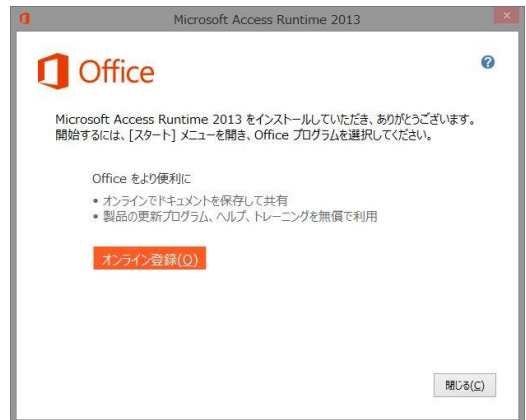 Microsoft Access Runtime 2013
Office
Microsoft Access Runtime 2013 をインストールしていただき、ありがとうございます。
開始するには、[スタート] メニューを開き、Office プログラムを選択してください。
Office をより便利に
• オンラインでドキュメントを保存して共有
• 製品の更新プログラム、ヘルプ、トレーニングを無償で利用
オンライン登録(O)
閉じる(C)